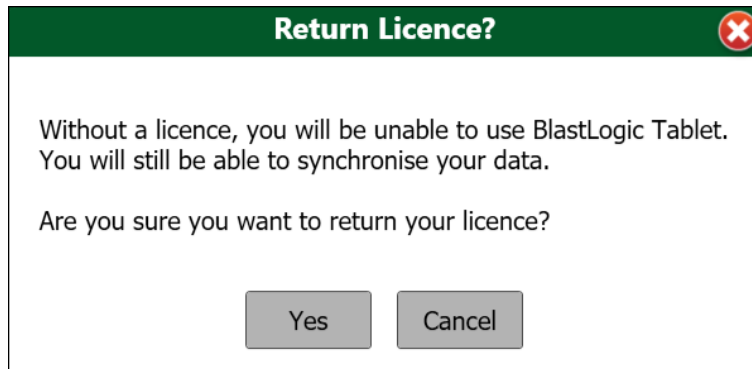 Return Licence?
Without a licence, you will be unable to use BlastLogic Tablet.
You will still be able to synchronise your data.
Are you sure you want to return your licence?
Yes Cancel